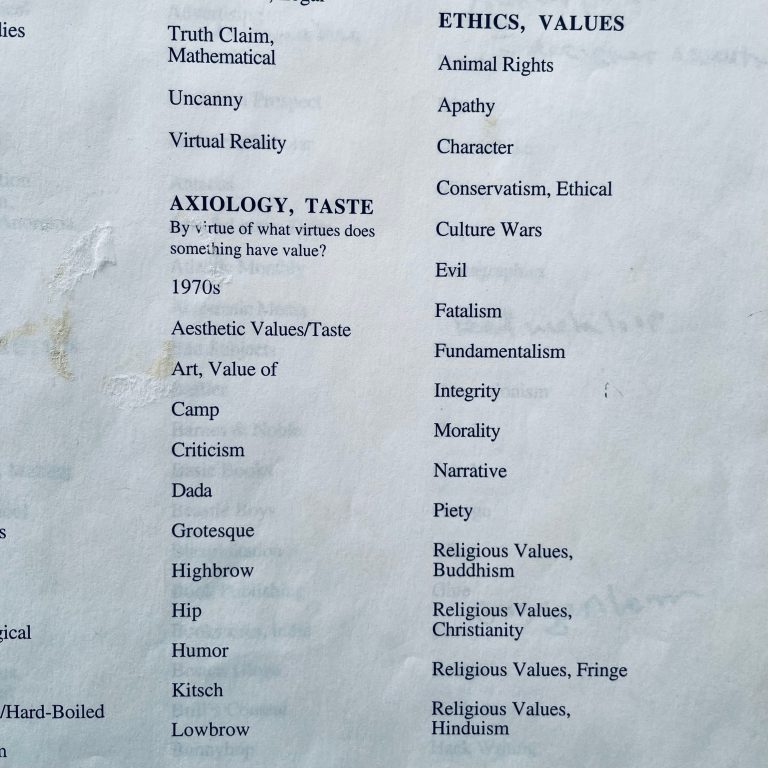 dies
s
gical
/Hard-Boiled
n
Truth Claim,
Mathematical
Uncanny
Virtual Reality
AXIOLOGY, TASTE
By virtue of what virtues does
something have value?
1970s
Aesthetic Values/Taste
Art, Value of
Camp
Criticism
Dada
Grotesque
Highbrow
Hip
Humor
Kitsch
Lowbrow
ETHICS, VALUES
Animal Rights
Apathy
Character
Conservatism, Ethical
Culture Wars
Evil
Fatalism
Fundamentalism
Integrity
Morality
Narrative
Piety
Religious Values,
Buddhism
Religious Values,
Christianity
Religious Values, Fringe
Religious Values,
Hinduism